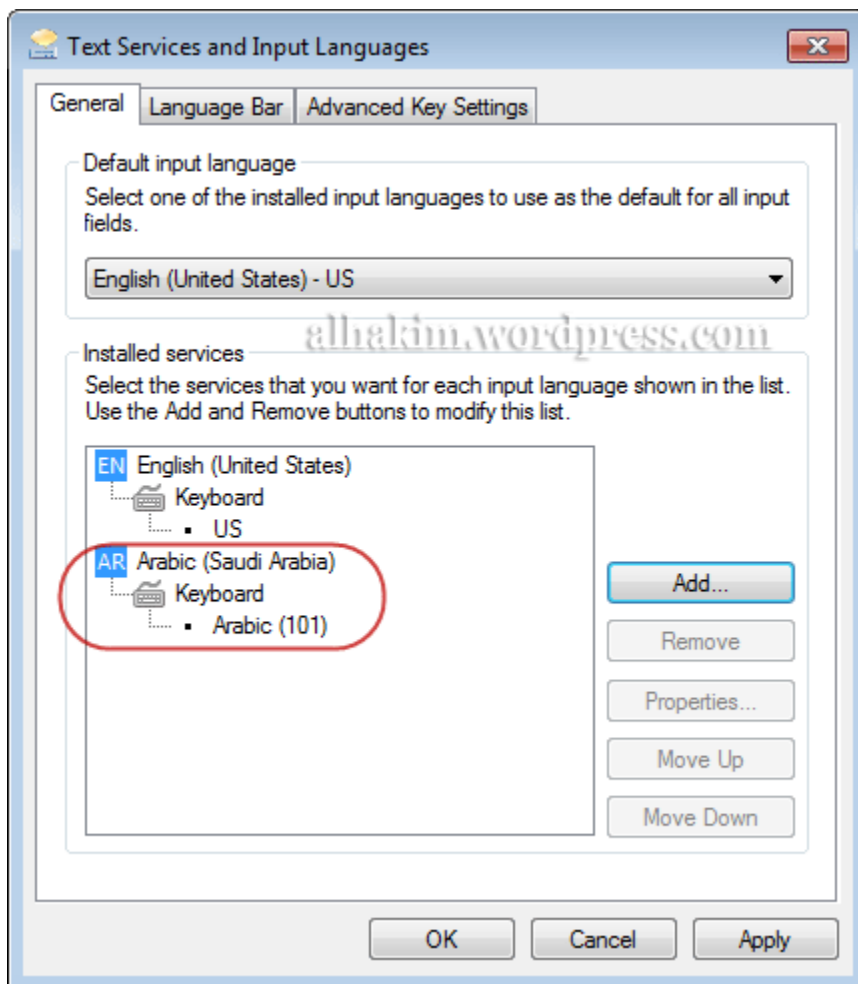 Text Services and Input Languages
General
Language Bar
Advanced Key Settings
Default input language
Select one of the installed input languages to use as the default for all input
fields.
English (United States) - US
alhakim.wordpress.com
Installed services
Select the services that you want for each input language shown in the list.
Use the Add and Remove buttons to modify this list.
EN English (United States)
Keyboard
US
AR Arabic (Saudi Arabia)
Keyboard
Arabic (101)
Add...
Remove
Properties...
Move Up
Move Down
OK
Cancel
Apply